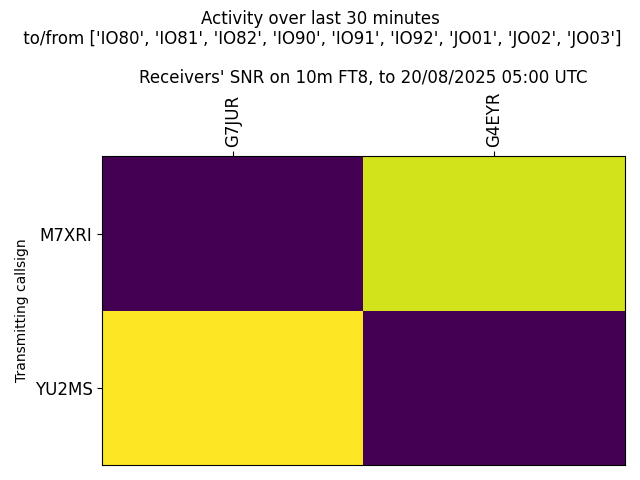 Activity over last 30 minutes
to/from ['IO80', 'IO81', 'IO82', 'IO90', 'IO91', 'IO92', 'JO01', 'JO02', 'JO03']
Receivers' SNR on 10m FT8, to 20/08/2025 05:00 UTC
G7JUR
G4EYR
M7XRI
YU2MS
Transmitting callsign